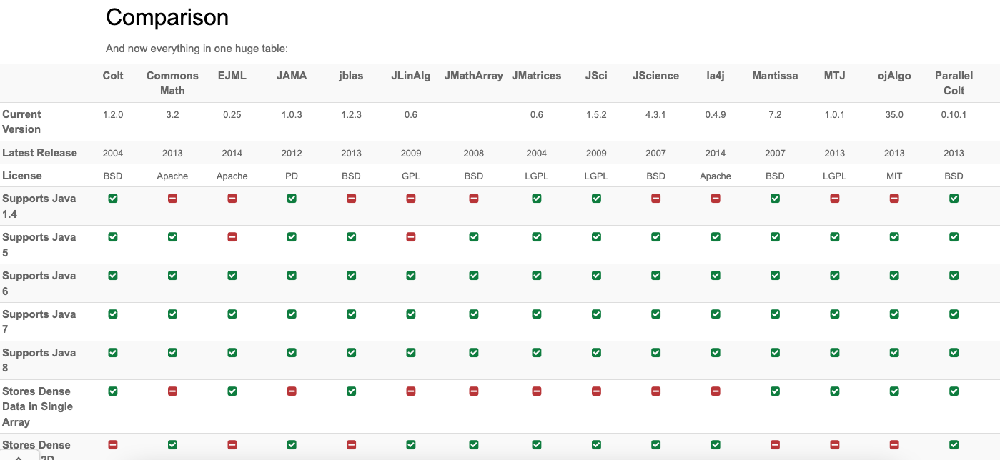 Comparison
And now everything in one huge table:
Colt Commons Math EJML JAMA jblas JLinAlg JMathArray JMatrices JSci JScience la4j Mantissa MTJ ojAlgo Parallel Colt
Current Version 1.2.0 3.2 0.25 1.0.3 1.2.3 0.6 0.6 1.5.2 4.3.1 0.4.9 7.2 1.0.1 35.0 0.10.1
Latest Release 2004 2013 2014 2012 2013 2009 2008 2004 2009 2007 2014 2007 2013 2013 2013
License BSD Apache Apache PD BSD GPL BSD LGPL LGPL BSD Apache BSD LGPL MIT BSD
Supports Java
1.4
Supports Java
5
Supports Java
6
Supports Java
7
Supports Java
8
Stores Dense
Data in Single
Array
Stores Dense
2D